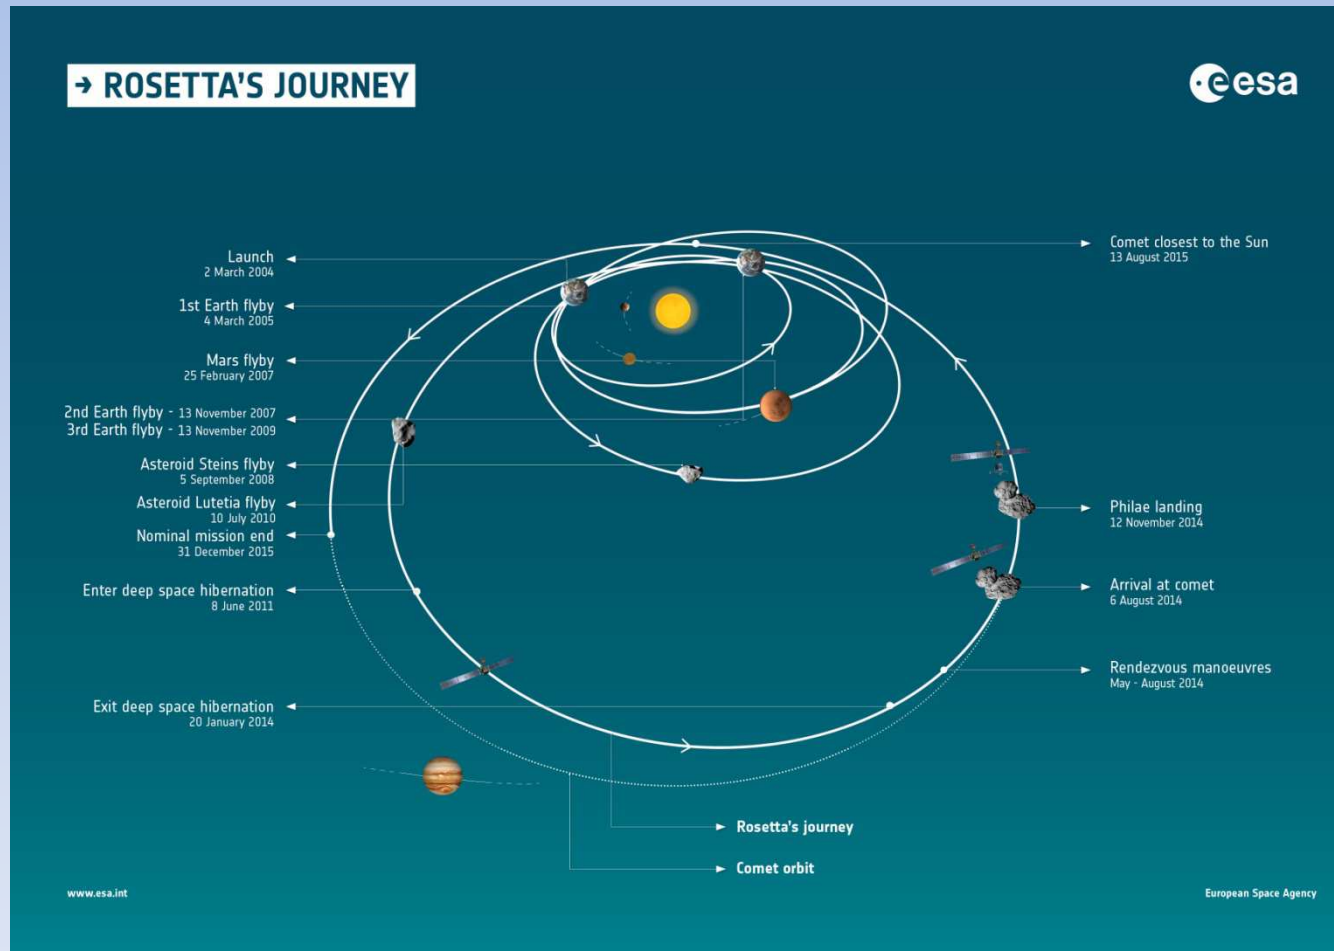 → ROSETTA'S JOURNEY
esa
Launch
2 March 2004
1st Earth flyby
4 March 2005
Mars flyby
25 February 2007
2nd Earth flyby - 13 November 2007
3rd Earth flyby - 13 November 2009
Asteroid Steins flyby
5 September 2008
Asteroid Lutetia flyby
10 July 2010
Nominal mission end
31 December 2015
Enter deep space hibernation
8 June 2011
Exit deep space hibernation
20 January 2014
Comet closest to the Sun
13 August 2015
Philae landing
12 November 2014
Arrival at comet
6 August 2014
Rendezvous manoeuvres
May - August 2014
Rosetta's journey
Comet orbit
www.esa.int
European Space Agency